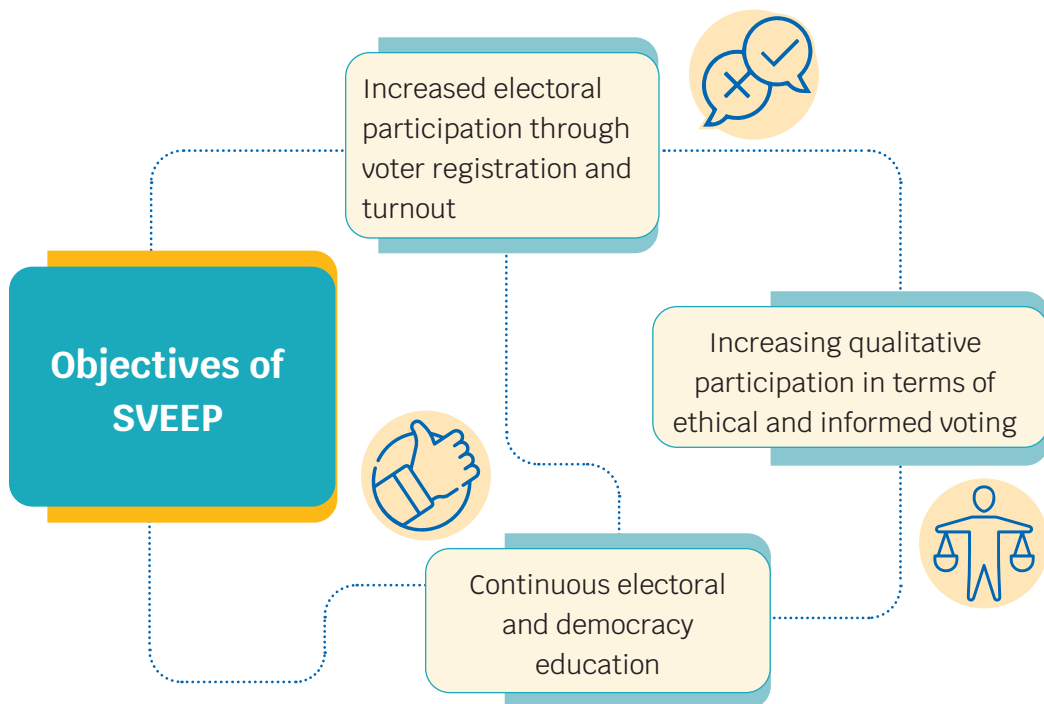 Increased electoral
participation through
voter registration and
turnout
Objectives of
SVEEP
Increasing qualitative
participation in terms of
ethical and informed voting
Continuous electoral
and democracy
education